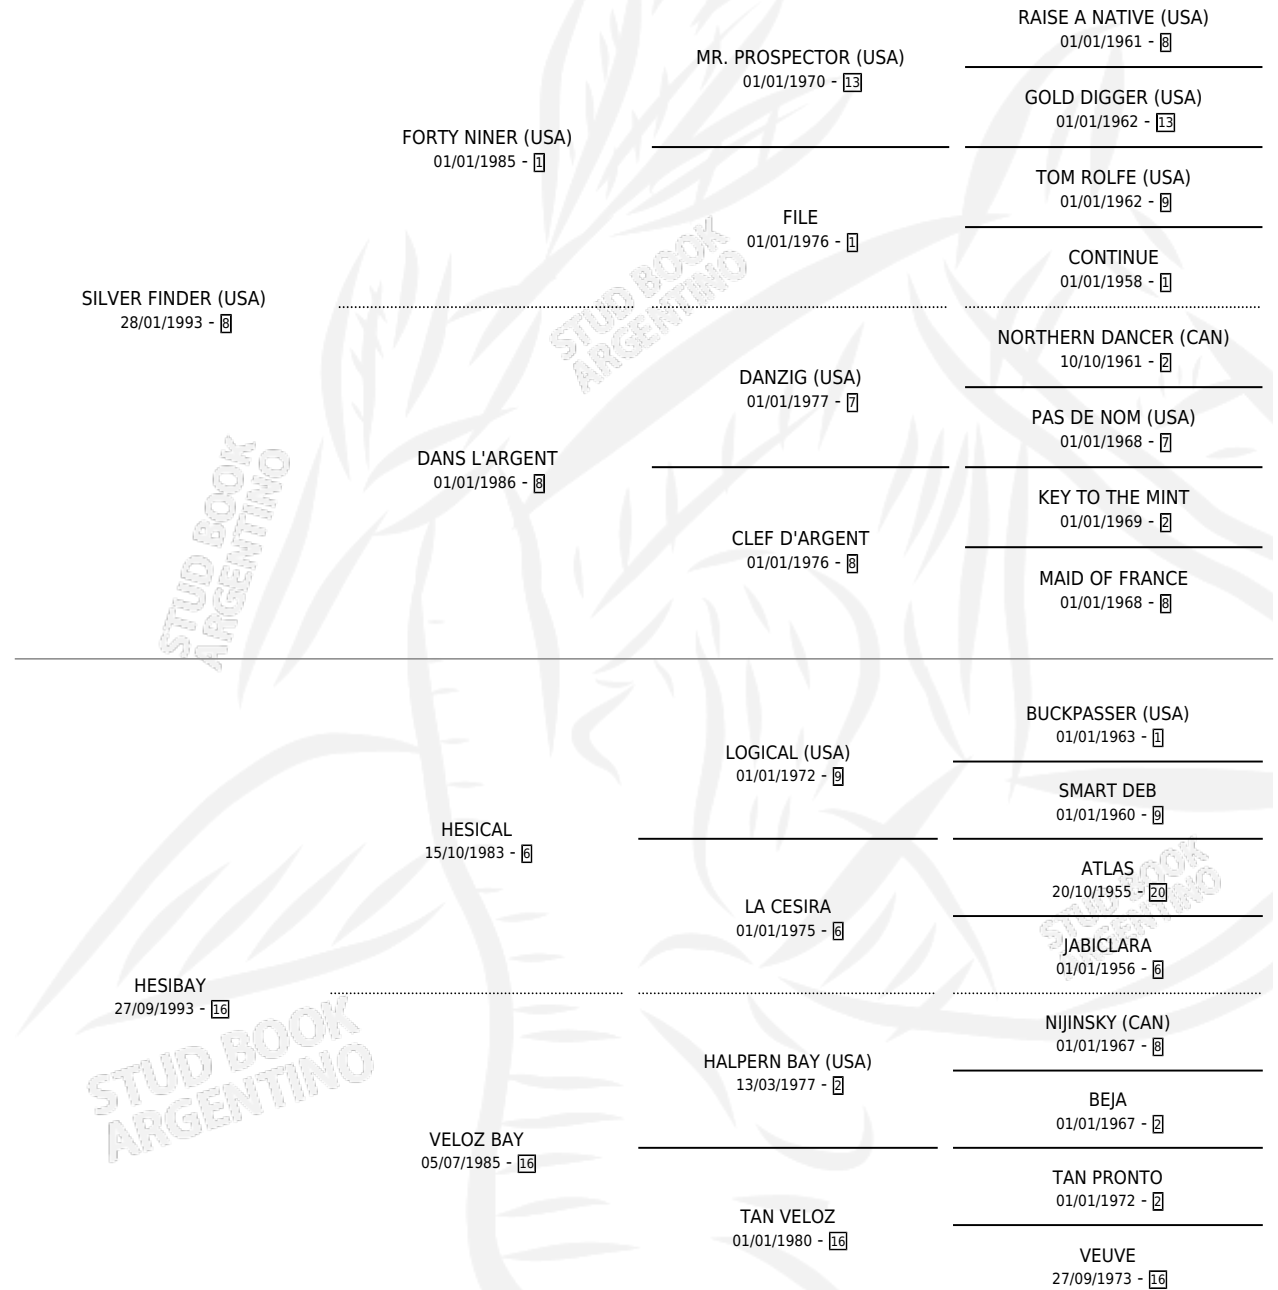 RAISE A NATIVE (USA)
01/01/1961 - 8
MR. PROSPECTOR (USA)
01/01/1970 - 13
GOLD DIGGER (USA)
01/01/1962 - 13
FORTY NINER (USA)
01/01/1985 - 1
TOM ROLFE (USA)
01/01/1962 - 9
FILE
01/01/1976 - 1
CONTINUE
01/01/1958 - 1
SILVER FINDER (USA)
28/01/1993 - 8
NORTHERN DANCER (CAN)
10/10/1961 - 2
DANZIG (USA)
01/01/1977 - 7
PAS DE NOM (USA)
01/01/1968 - 7
DANS L'ARGENT
01/01/1986 - 8
KEY TO THE MINT
01/01/1969 - 2
CLEF D'ARGENT
01/01/1976 - 8
MAID OF FRANCE
01/01/1968 - 8
BUCKPASSER (USA)
01/01/1963 - 1
LOGICAL (USA)
01/01/1972 - 9
SMART DEB
01/01/1960 - 9
HESICAL
15/10/1983 - 6
ATLAS
20/10/1955 - 20
LA CESIRA
01/01/1975 - 6
JABICLARA
01/01/1956 - 6
HESIBAY
27/09/1993 - 16
NIJINSKY (CAN)
01/01/1967 - 8
HALPERN BAY (USA)
13/03/1977 - 2
BEJA
01/01/1967 - 2
VELOZ BAY
05/07/1985 - 16
TAN PRONTO
01/01/1972 - 2
TAN VELOZ
01/01/1980 - 16
VEUVE
27/09/1973 - 16
STUD BOOK
ARGENTINO
STUD BOOK
ARGENTINO
STUD BOOK
ARGENTINO
STUD BOOK
ARGENTINO